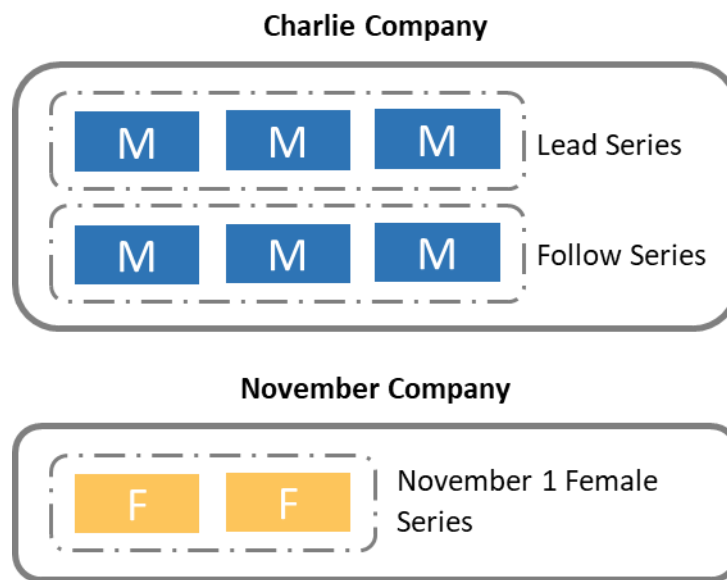 Charlie Company
M M M
Lead Series
M M M
Follow Series
November Company
F F
November 1 Female
Series